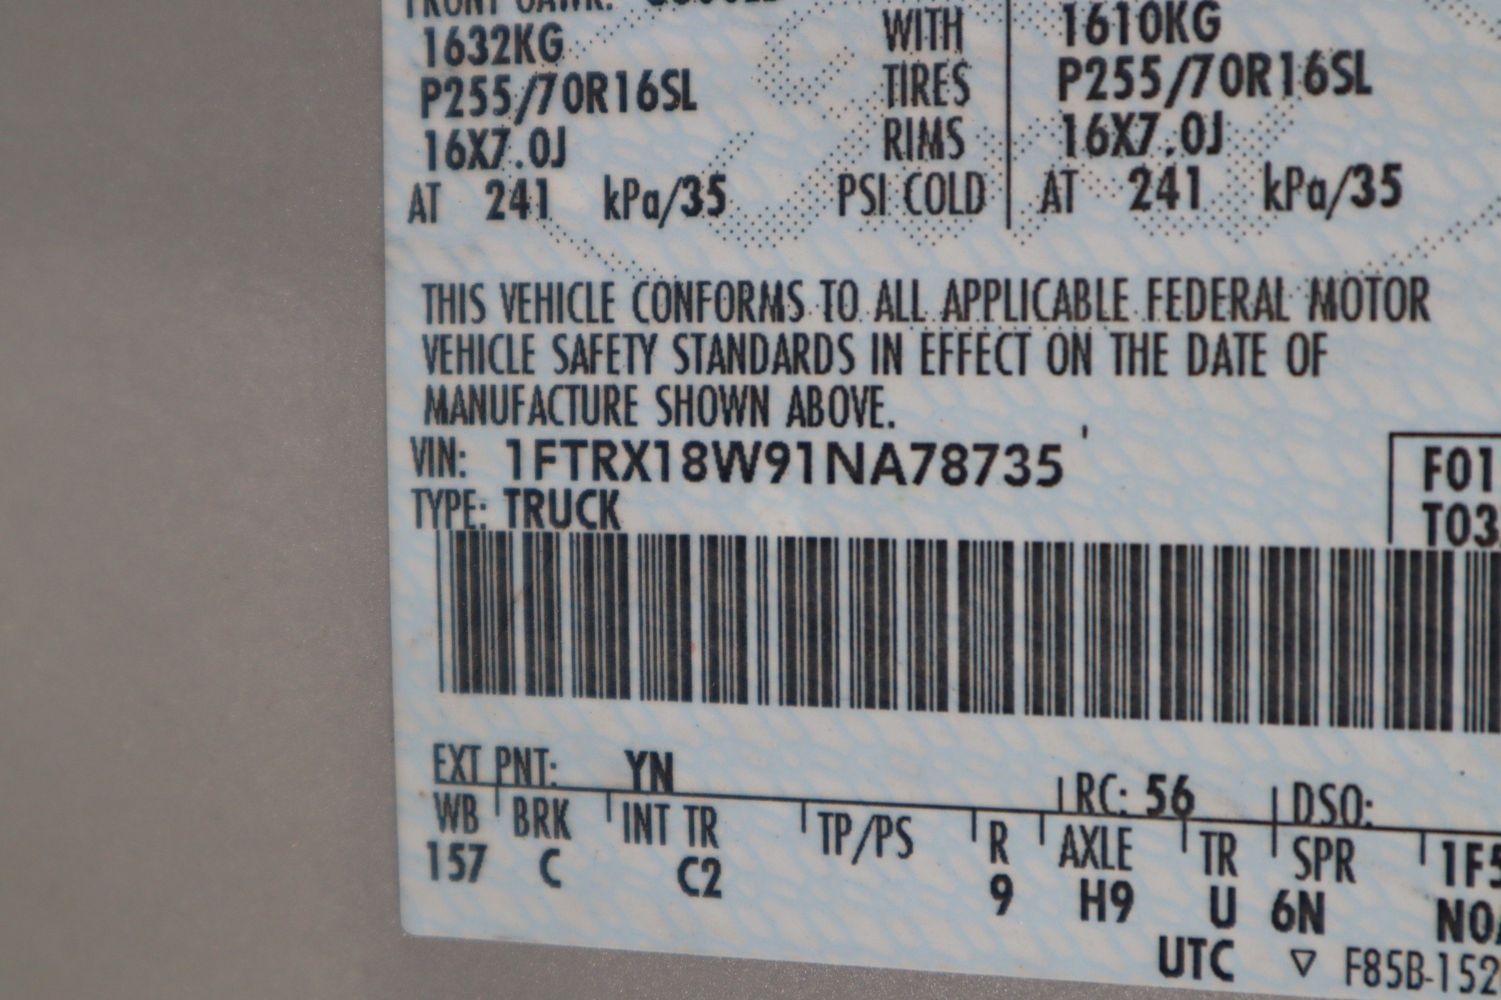 1632KG WITH 1610KG
P255/70R16SL TIRES P255/70R16SL
16X7.0J RIMS 16X7.0J
AT 241 kPa/35 PSI COLD AT 241 kPa/35
THIS VEHICLE CONFORMS TO ALL APPLICABLE FEDERAL MOTOR
VEHICLE SAFETY STANDARDS IN EFFECT ON THE DATE OF
MANUFACTURE SHOWN ABOVE.
VIN: 1FTRX18W91NA78735 F01
TYPE: TRUCK T03
EXT PNT: YN RC: 56 DSO:
WB BRK INT TR TP/PS R AXLE TR SPR 1F5
157 C C2 9 H9 U 6N
UTC ▽ F85B-152